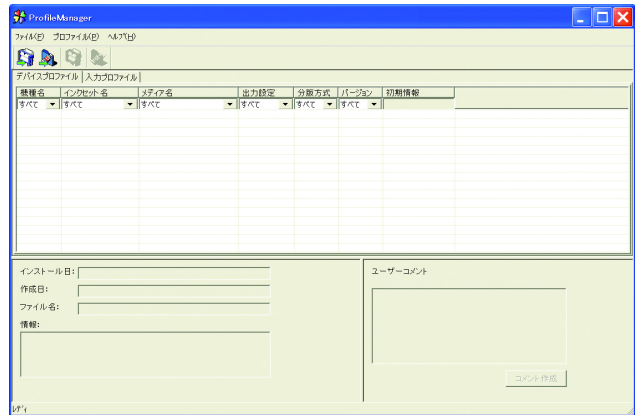 ProfileManager
ファイル(F) プロファイル(P) ヘルプ(H)
デバイスプロファイル 入力プロファイル
機種名 インクセット名 メディア名 出力設定 分版方式 バージョン 初期情報
すべて すべて すべて すべて すべて すべて
インストール日:
作成日:
ファイル名:
情報:
ユーザーコメント
コメント作成
レディ